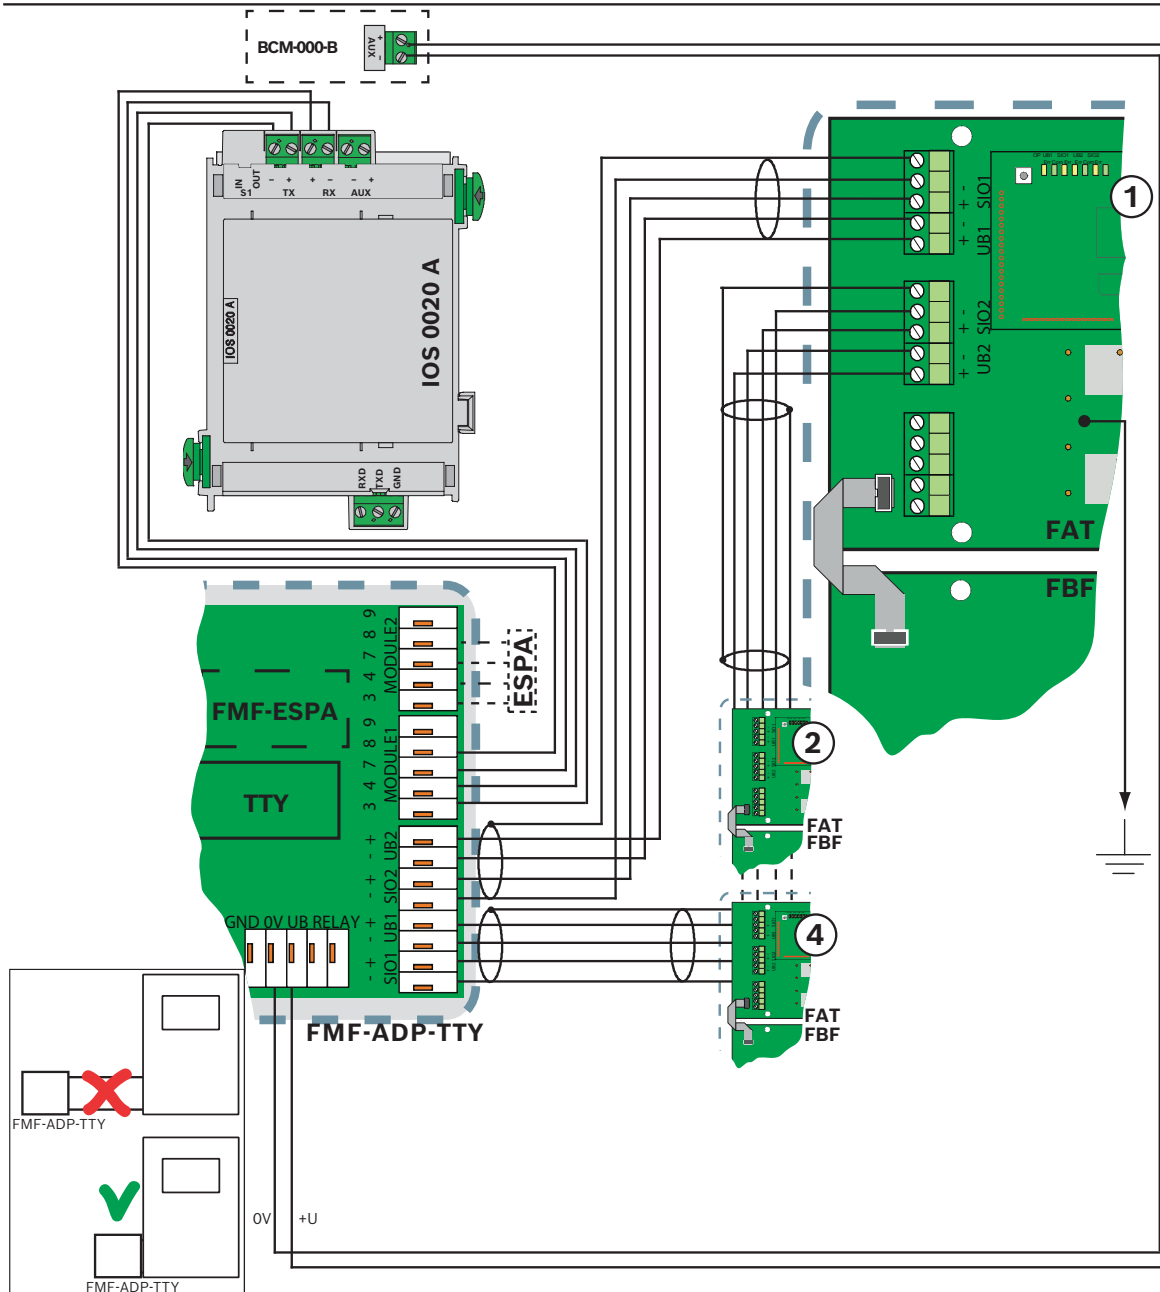 BCM-000-B
+ - AUX
IN
OUT
S1
- + + - - +
TX RX AUX
IOS 0020 A
IOS 0020 A
RXD
TXD
GND
1
- + SIO1
- + UB1
- + SIO2
- + UB2
FAT
FBF
FMF-ESPA
TTY
3 4 7 8 9
MODULE2
ESPA
3 4 7 8 9
MODULE1
- + UB2
- + SIO2
- + UB1
- + SIO1
GND 0V UB RELAY
FMF-ADP-TTY
2
FAT
FBF
4
FAT
FBF
FMF-ADP-TTY
0V
+U
FMF-ADP-TTY